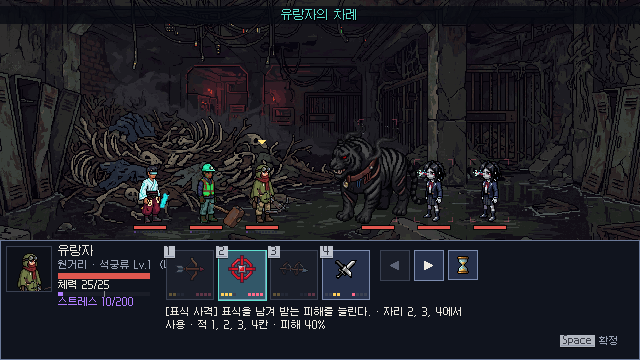 유랑자의 차례
유랑자
원거리 · 석궁류 Lv.1
체력 25/25
스트레스 10/200
1
2
3
4
[표식 사격] 표식을 남겨 받는 피해를 늘린다. · 자리 2, 3, 4에서
사용 · 적 1, 2, 3, 4칸 · 피해 40%
Space 확정